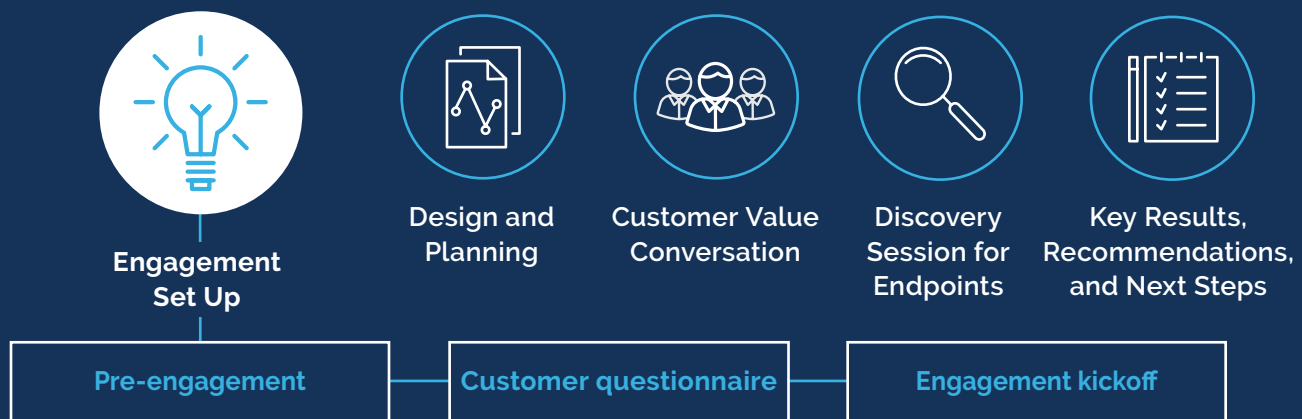 Engagement
Set Up
Design and
Planning
Customer Value
Conversation
Discovery
Session for
Endpoints
Key Results,
Recommendations,
and Next Steps
Pre-engagement
Customer questionnaire
Engagement kickoff